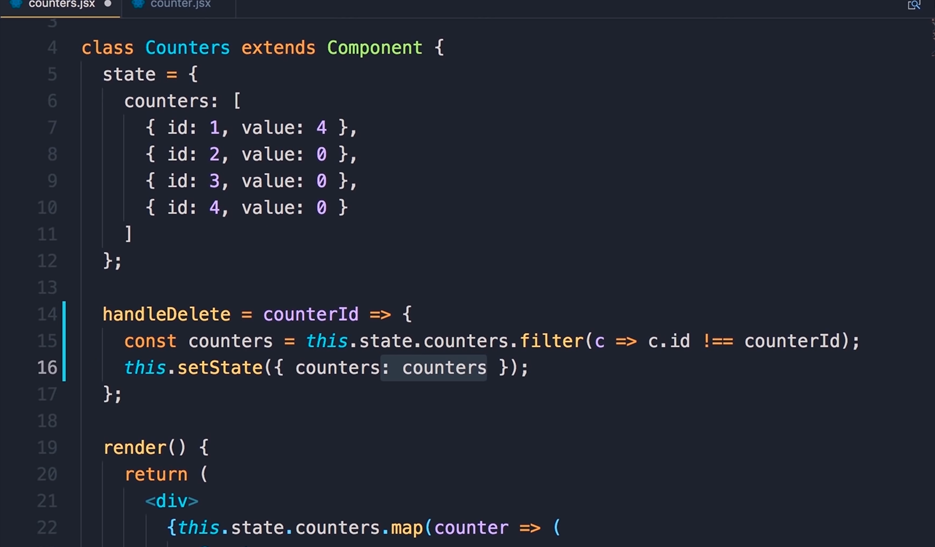 counters.jsx ● counter.jsx
3
4 class Counters extends Component {
5 state = {
6 counters: [
7 { id: 1, value: 4 },
8 { id: 2, value: 0 },
9 { id: 3, value: 0 },
10 { id: 4, value: 0 }
11 ]
12 };
13
14 handleDelete = counterId => {
15 const counters = this.state.counters.filter(c => c.id !== counterId);
16 this.setState({ counters: counters });
17 };
18
19 render() {
20 return (
21 <div>
22 {this.state.counters.map(counter => (